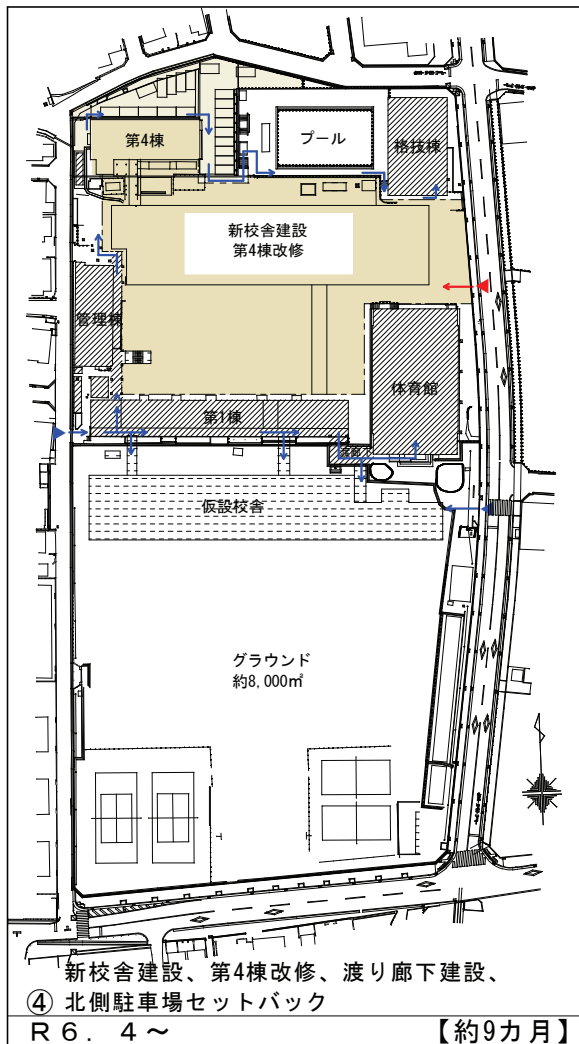 第4棟
プール
格技棟
新校舎建設
第4棟改修
管理棟
体育館
第1棟
渡廊下
仮設校舎
グラウンド
約8,000㎡
新校舎建設、第4棟改修、渡り廊下建設、
④ 北側駐車場セットバック
R6. 4～ 【約9カ月】